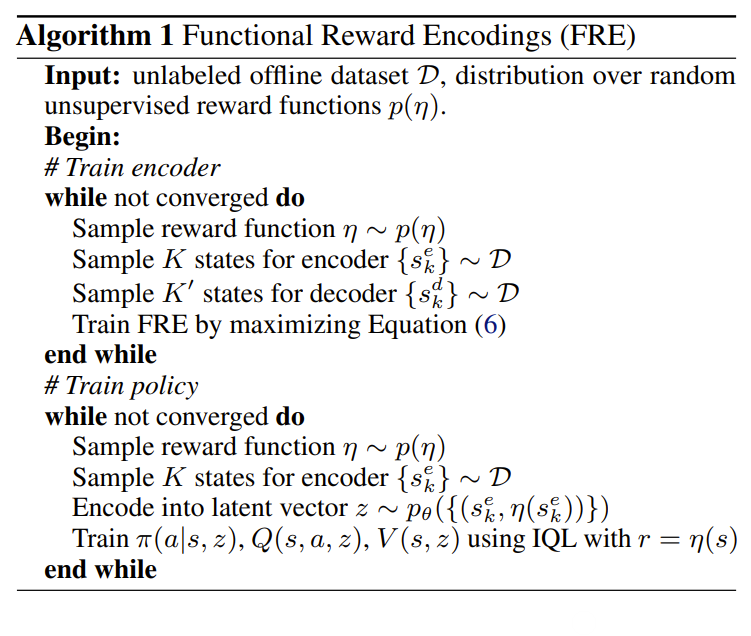 Algorithm 1 Functional Reward Encodings (FRE)
Input: unlabeled offline dataset $\mathcal{D}$, distribution over random
unsupervised reward functions $p(\eta)$.
Begin:
# Train encoder
while not converged do
Sample reward function $\eta \sim p(\eta)$
Sample $K$ states for encoder $\{s_k^e\} \sim \mathcal{D}$
Sample $K'$ states for decoder $\{s_k^d\} \sim \mathcal{D}$
Train FRE by maximizing Equation (6)
end while
# Train policy
while not converged do
Sample reward function $\eta \sim p(\eta)$
Sample $K$ states for encoder $\{s_k^e\} \sim \mathcal{D}$
Encode into latent vector $z \sim p_\theta(\{(s_k^e, \eta(s_k^e))\})$
Train $\pi(a|s, z), Q(s, a, z), V(s, z)$ using IQL with $r = \eta(s)$
end while